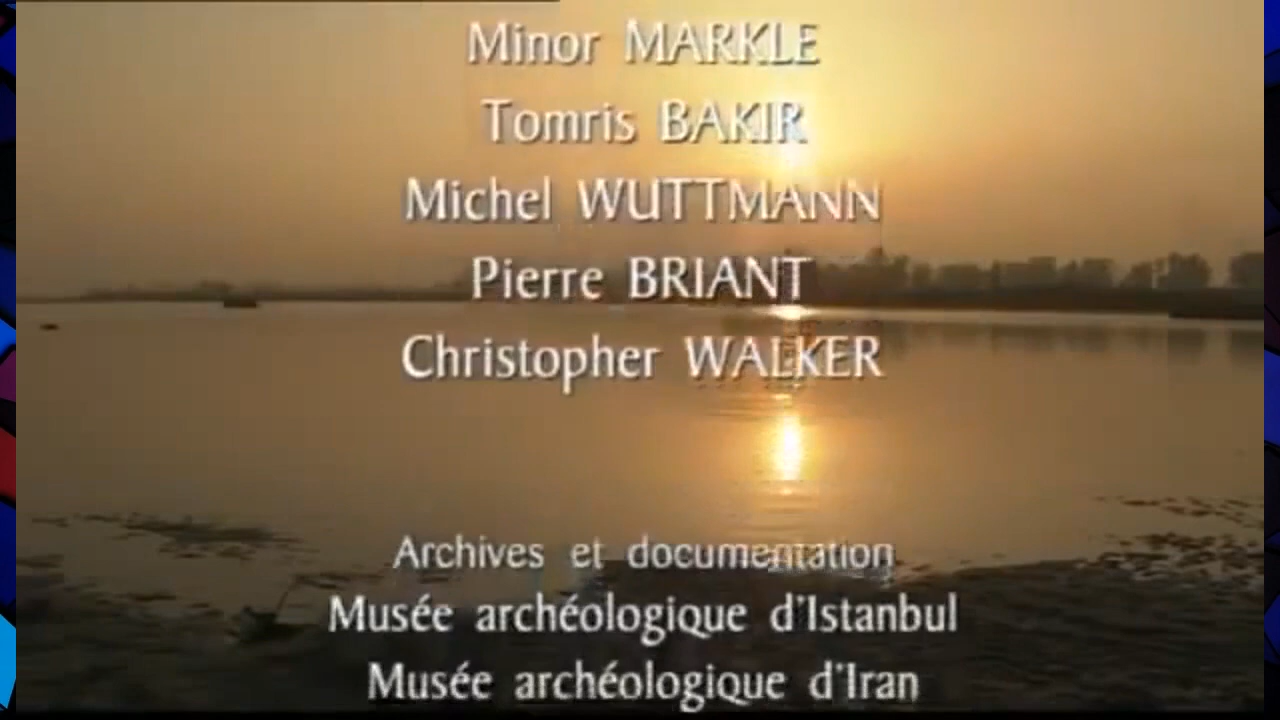 Minor MARKLE
Tomris BAKIR
Michel WUTTMANN
Pierre BRIANT
Christopher WALKER
Archives et documentation
Musée archéologique d'Istanbul
Musée archéologique d'Iran